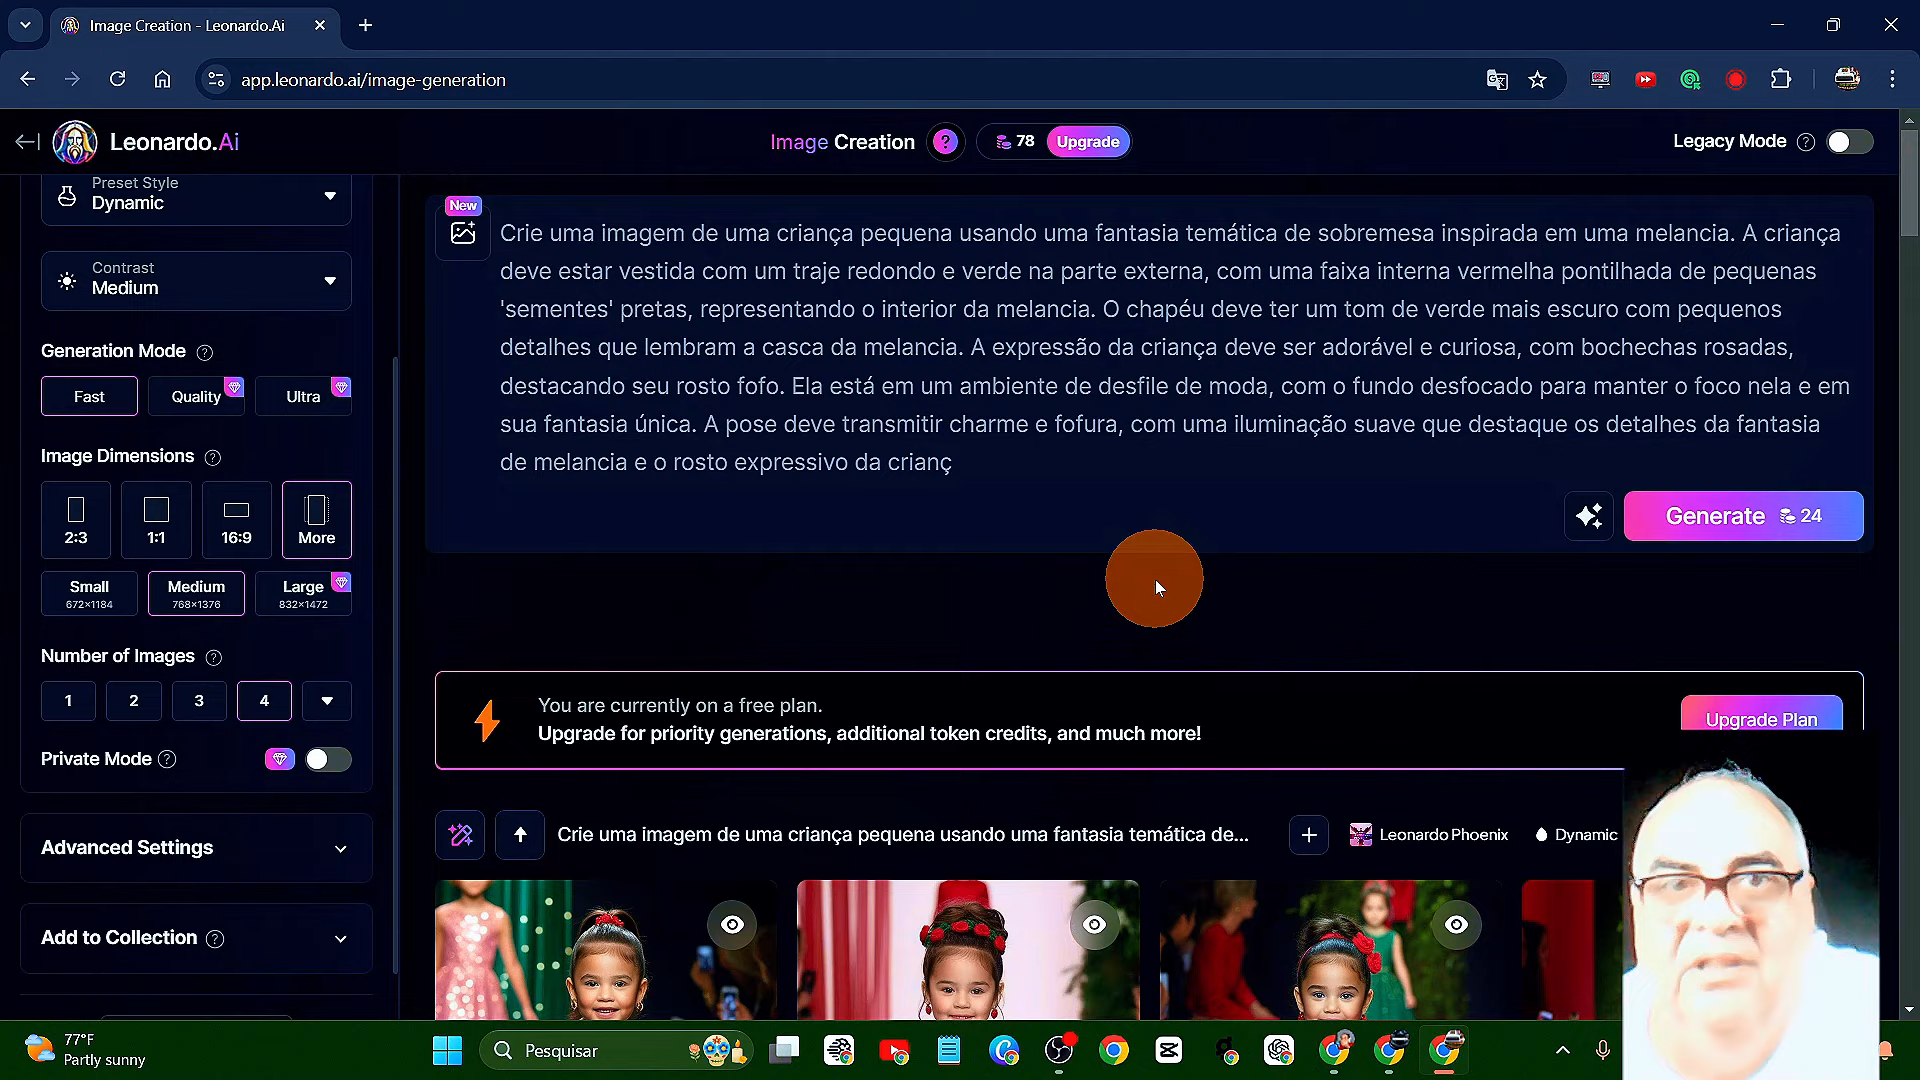 Image Creation - Leonardo.Ai
app.leonardo.ai/image-generation
Leonardo.Ai
Image Creation
?
78
Upgrade
Legacy Mode
Preset Style
Dynamic
Contrast
Medium
Generation Mode
Fast
Quality
Ultra
Image Dimensions
2:3
1:1
16:9
More
Small
672×1184
Medium
768×1376
Large
832×1472
Number of Images
1
2
3
4
Private Mode
Advanced Settings
Add to Collection
New
Crie uma imagem de uma criança pequena usando uma fantasia temática de sobremesa inspirada em uma melancia. A criança
deve estar vestida com um traje redondo e verde na parte externa, com uma faixa interna vermelha pontilhada de pequenas
'sementes' pretas, representando o interior da melancia. O chapéu deve ter um tom de verde mais escuro com pequenos
detalhes que lembram a casca da melancia. A expressão da criança deve ser adorável e curiosa, com bochechas rosadas,
destacando seu rosto fofo. Ela está em um ambiente de desfile de moda, com o fundo desfocado para manter o foco nela e em
sua fantasia única. A pose deve transmitir charme e fofura, com uma iluminação suave que destaque os detalhes da fantasia
de melancia e o rosto expressivo da crianç
Generate 24
You are currently on a free plan.
Upgrade for priority generations, additional token credits, and much more!
Upgrade Plan
Crie uma imagem de uma criança pequena usando uma fantasia temática de...
Leonardo Phoenix
Dynamic
77°F
Partly sunny
Pesquisar